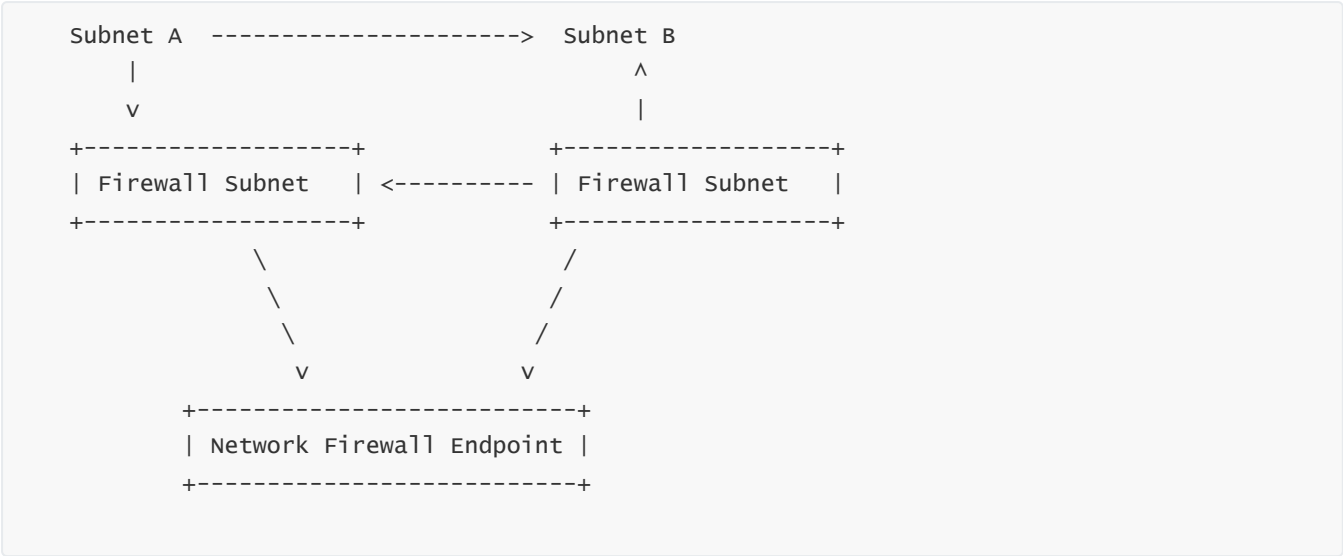 Subnet A  ---------------------->  Subnet B
    |                                   ^
    v                                   |
+-------------------+             +-------------------+
| Firewall Subnet   | <---------- | Firewall Subnet   |
+-------------------+             +-------------------+
             \                     /
              \                   /
               \                 /
                v               v
        +---------------------------+
        | Network Firewall Endpoint |
        +---------------------------+